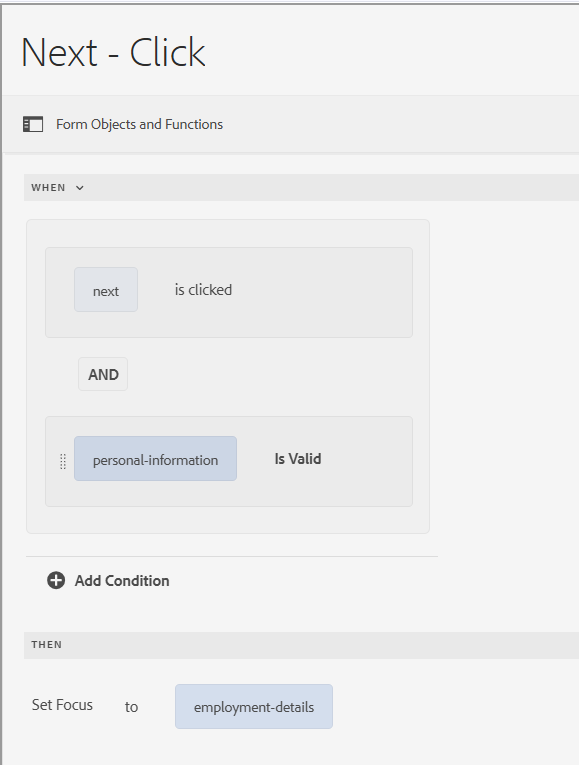 Next - Click
Form Objects and Functions
WHEN
next is clicked
AND
personal-information Is Valid
Add Condition
THEN
Set Focus to employment-details